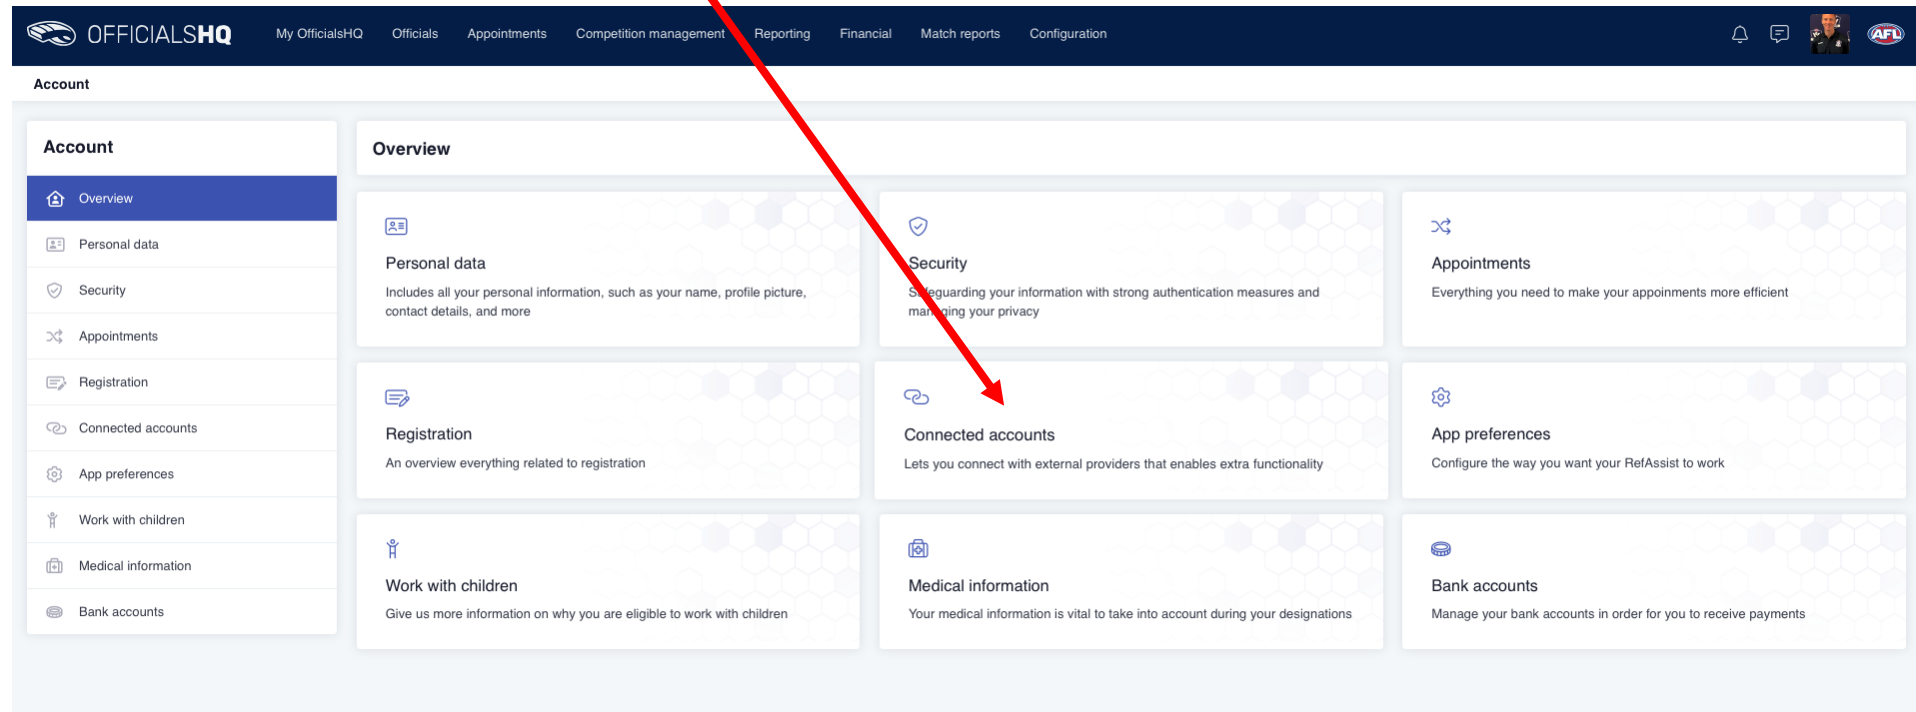 OFFICIALSHQ My OfficialsHQ Officials Appointments Competition management Reporting Financial Match reports Configuration AFL
Account
Account
Overview
Personal data
Security
Appointments
Registration
Connected accounts
App preferences
Work with children
Medical information
Bank accounts
Overview
Personal data
Includes all your personal information, such as your name, profile picture,
contact details, and more
Security
Safeguarding your information with strong authentication measures and
managing your privacy
Appointments
Everything you need to make your appoinments more efficient
Registration
An overview everything related to registration
Connected accounts
Lets you connect with external providers that enables extra functionality
App preferences
Configure the way you want your RefAssist to work
Work with children
Give us more information on why you are eligible to work with children
Medical information
Your medical information is vital to take into account during your designations
Bank accounts
Manage your bank accounts in order for you to receive payments